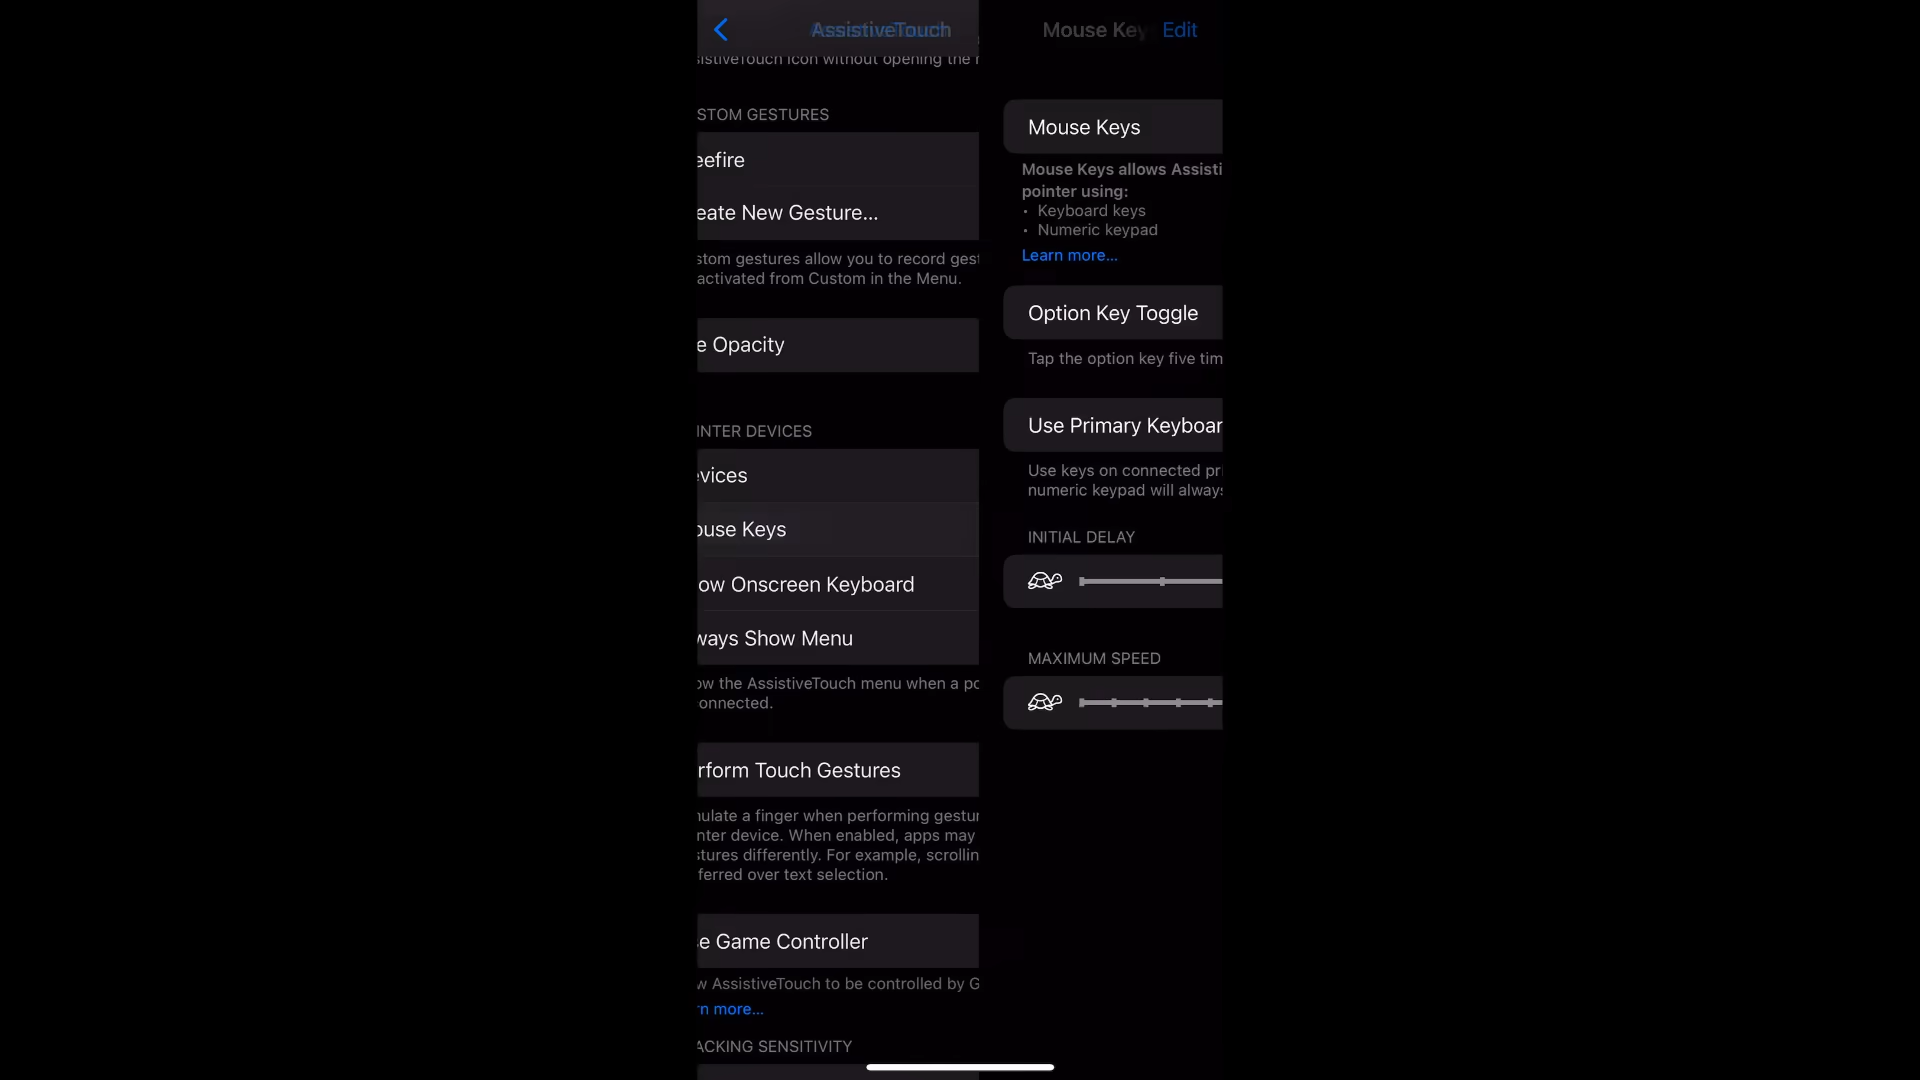 AssistiveTouch
Mouse Key Edit
sistiveTouch icon without opening the
STOM GESTURES
eefire
eate New Gesture...
stom gestures allow you to record gest
activated from Custom in the Menu.
e Opacity
INTER DEVICES
vices
ouse Keys
ow Onscreen Keyboard
ways Show Menu
ow the AssistiveTouch menu when a po
onnected.
rform Touch Gestures
nulate a finger when performing gestur
nter device. When enabled, apps may
stures differently. For example, scrollin
ferred over text selection.
e Game Controller
w AssistiveTouch to be controlled by G
rn more...
ACKING SENSITIVITY
Mouse Keys
Mouse Keys allows Assisti
pointer using:
• Keyboard keys
• Numeric keypad
Learn more...
Option Key Toggle
Tap the option key five tim
Use Primary Keyboar
Use keys on connected pri
numeric keypad will always
INITIAL DELAY
MAXIMUM SPEED